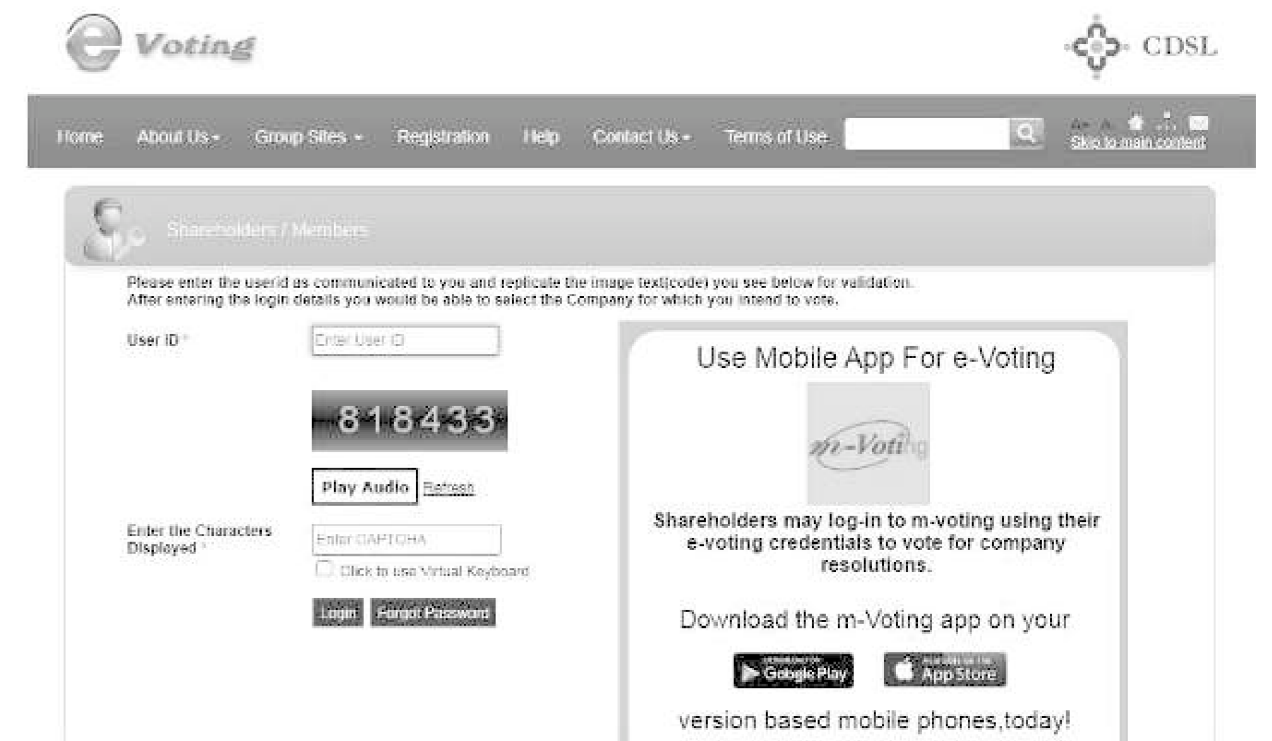 e Voting
CDSL
Home About Us Group Sites Registration Help Contact Us Terms of Use
A+ A-
Skip to main content
Shareholders / Members
Please enter the userid as communicated to you and replicate the image text(code) you see below for validation.
After entering the login details you would be able to select the Company for which you intend to vote.
User ID *
Enter User ID
818433
Play Audio Refresh
Enter the Characters
Displayed *
Enter CAPTCHA
Click to use Virtual Keyboard
Login Forgot Password
Use Mobile App For e-Voting
m-Voting
Shareholders may log-in to m-voting using their
e-voting credentials to vote for company
resolutions.
Download the m-Voting app on your
Google Play
App Store
version based mobile phones,today!